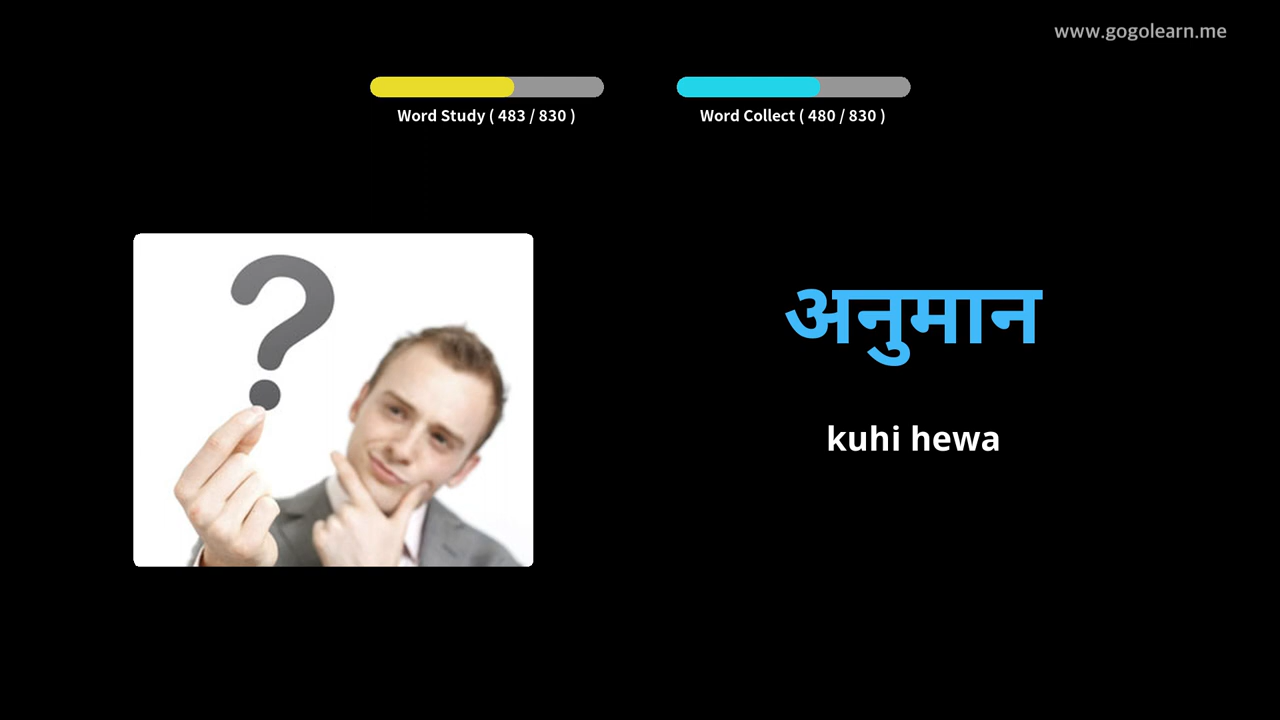 www.gogolearn.me
Word Study ( 483 / 830 )
Word Collect ( 480 / 830 )
?
अनुमान
kuhi hewa